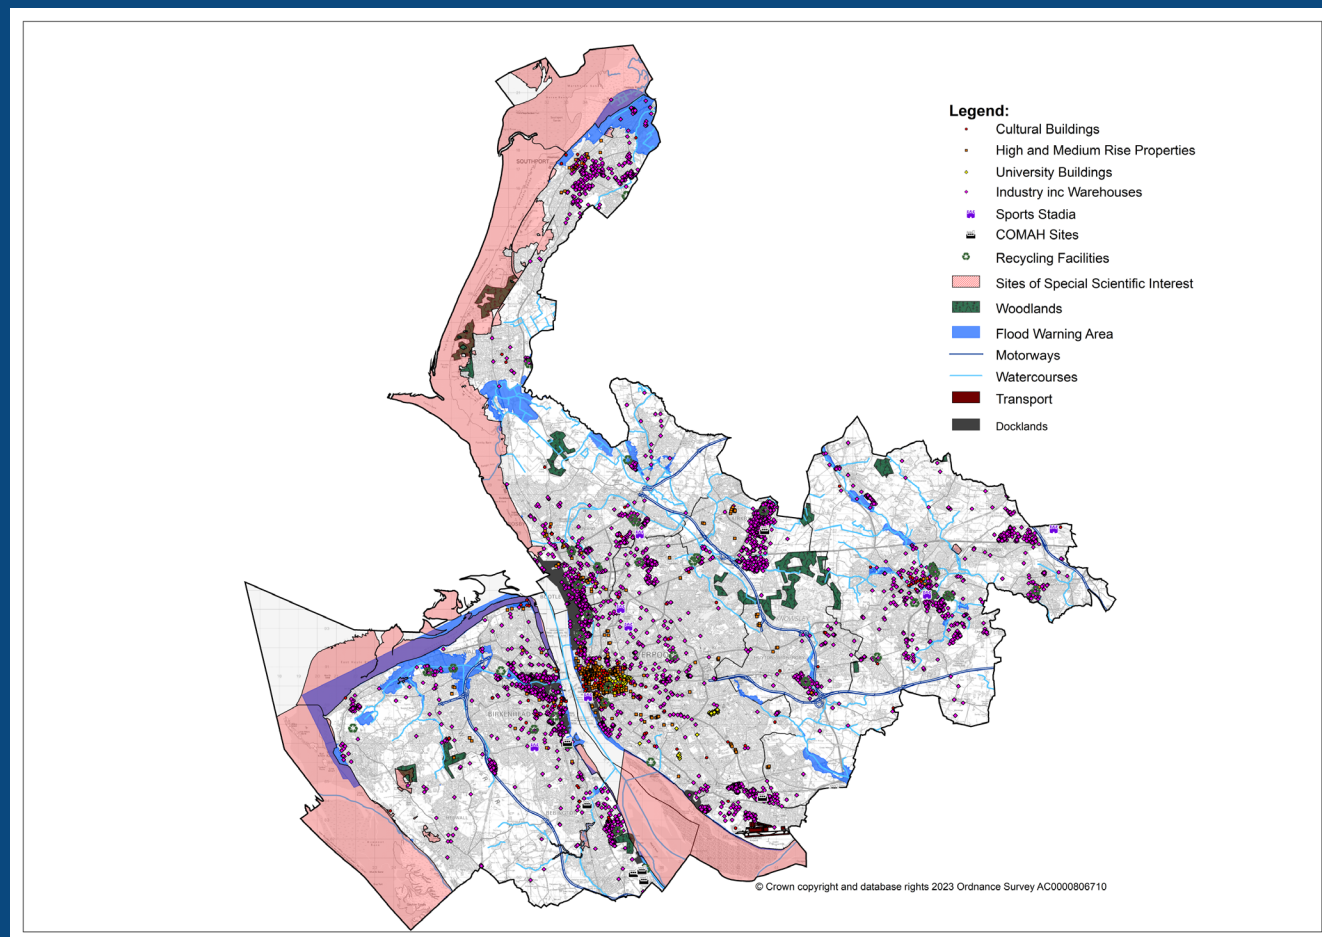 Legend:
Cultural Buildings
High and Medium Rise Properties
University Buildings
Industry inc Warehouses
Sports Stadia
COMAH Sites
Recycling Facilities
Sites of Special Scientific Interest
Woodlands
Flood Warning Area
Motorways
Watercourses
Transport
Docklands
SOUTHPORT
BIRKENHEAD
© Crown copyright and database rights 2023 Ordnance Survey AC0000806710